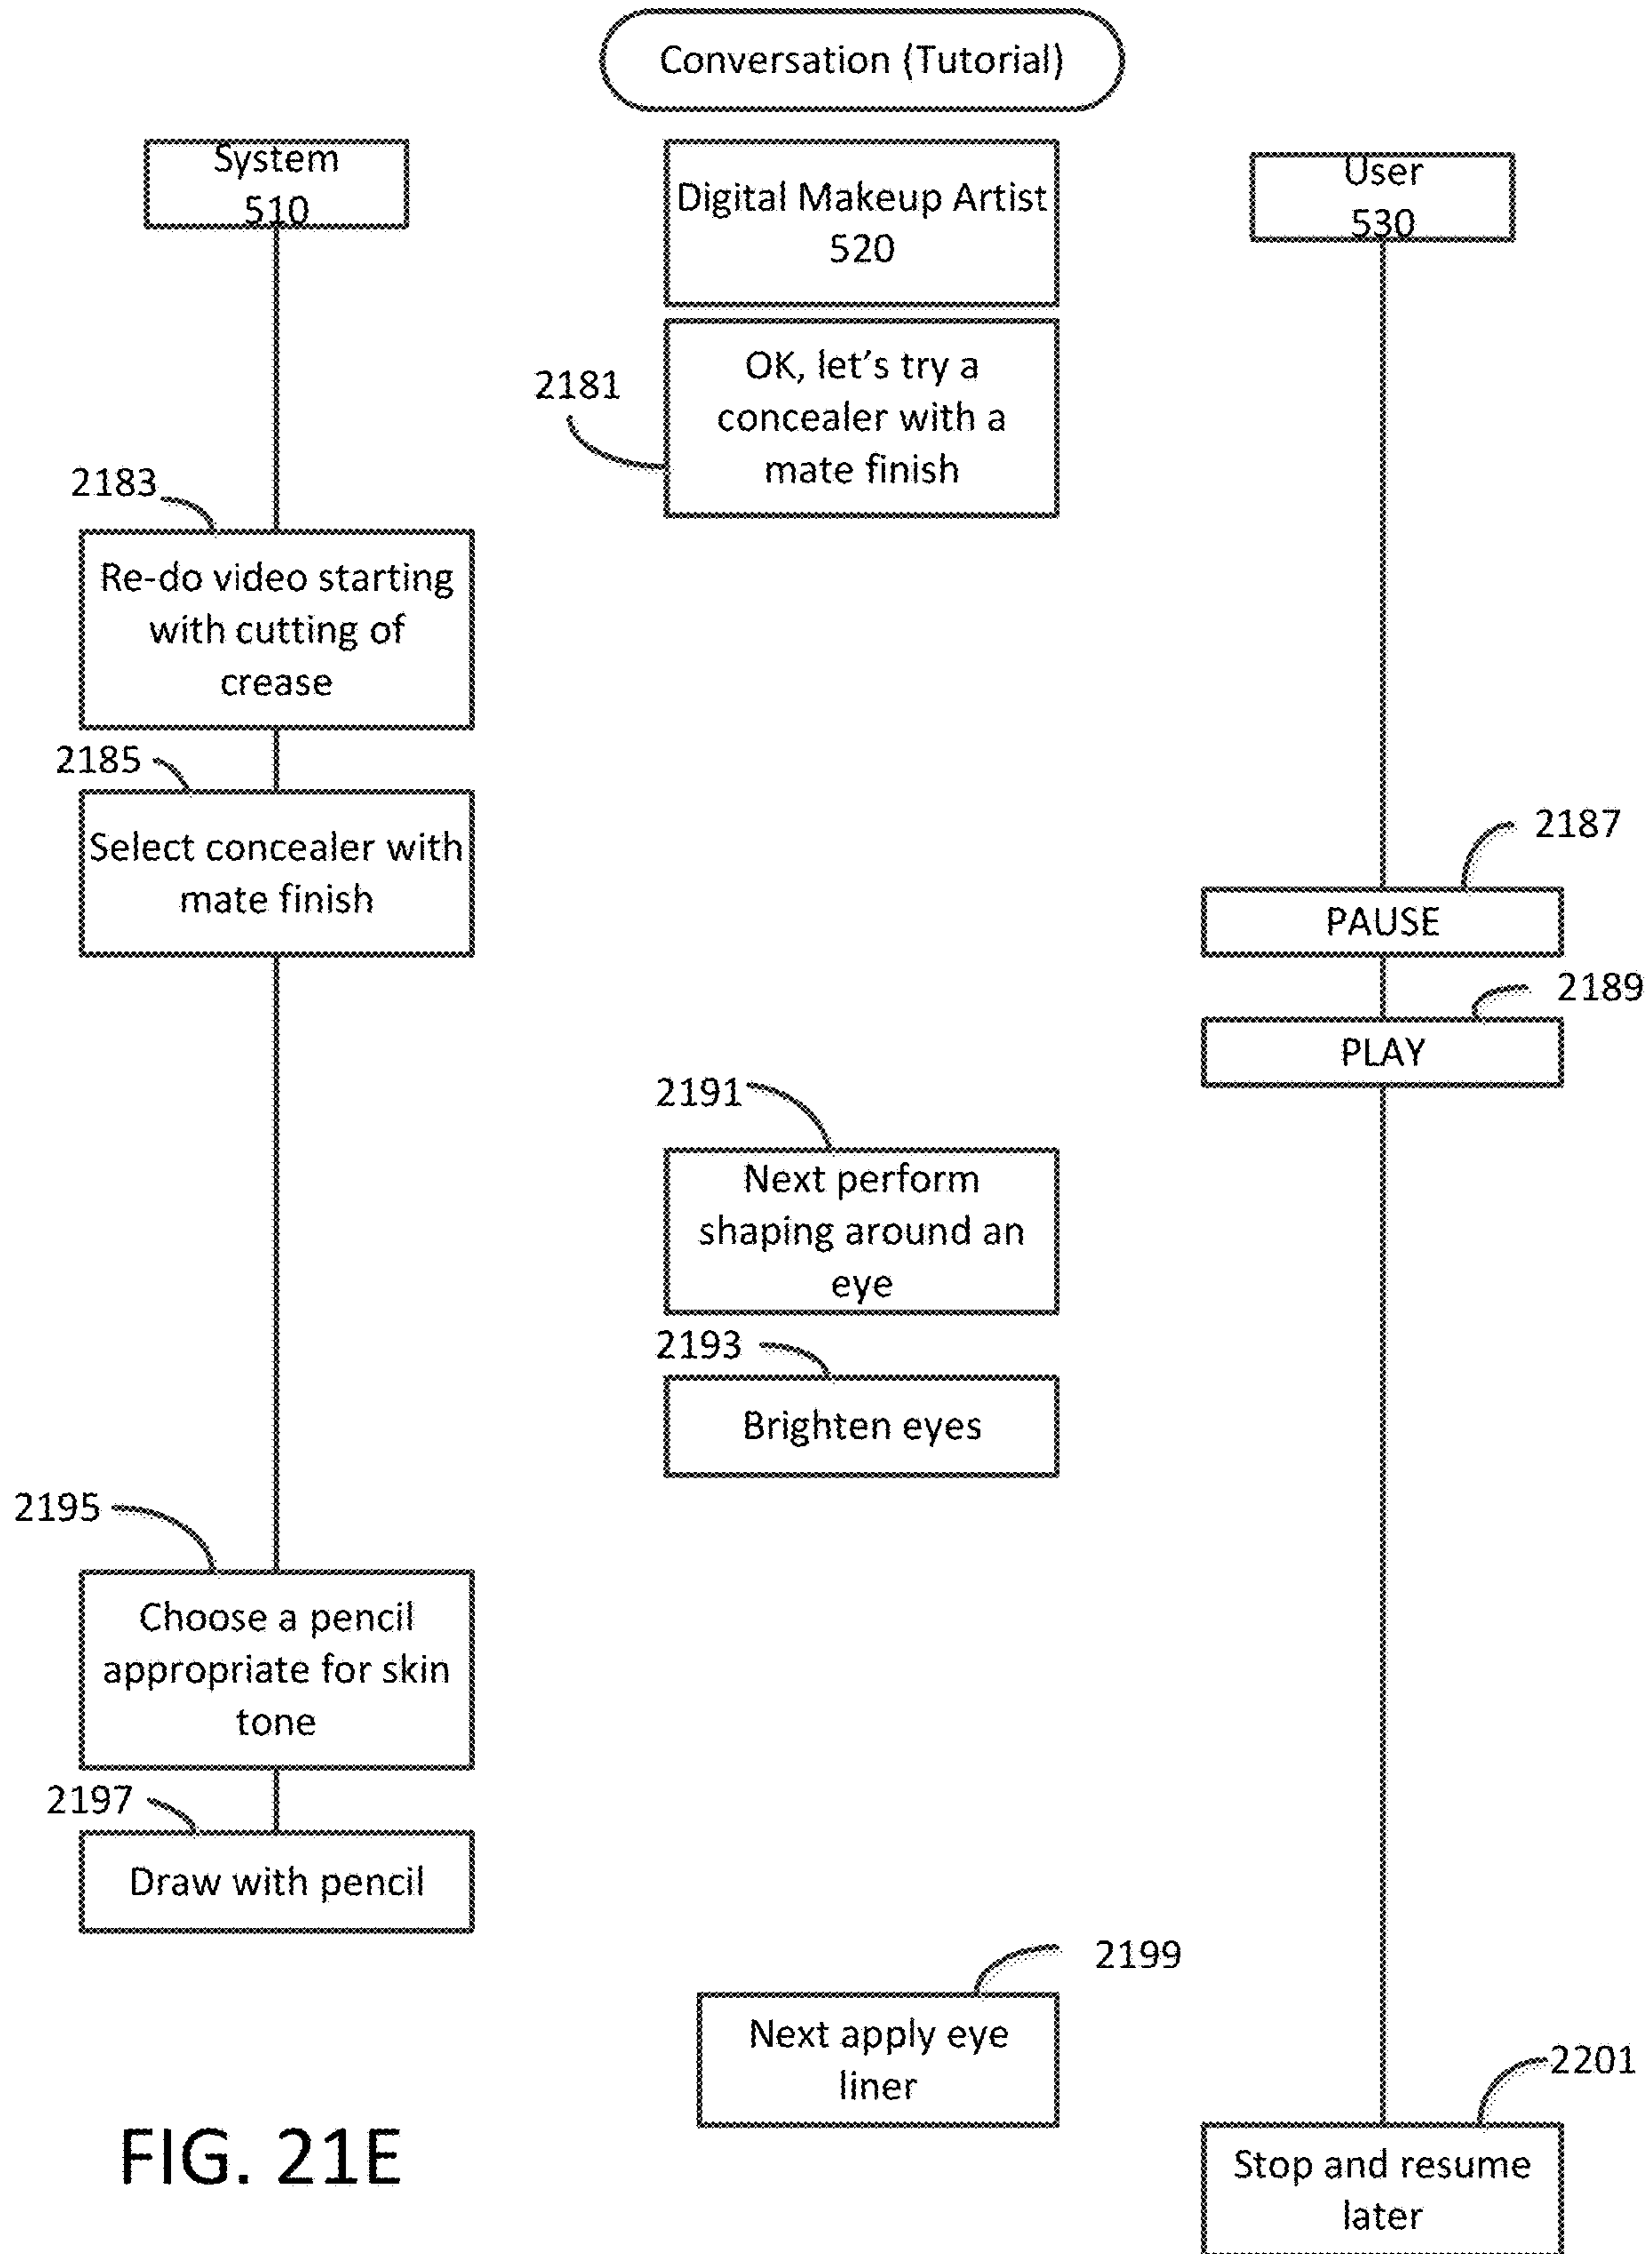 Conversation (Tutorial)
System
510
Digital Makeup Artist
520
User
530
2181
OK, let's try a
concealer with a
mate finish
2183
Re-do video starting
with cutting of
crease
2185
Select concealer with
mate finish
2187
PAUSE
2189
PLAY
2191
Next perform
shaping around an
eye
2193
Brighten eyes
2195
Choose a pencil
appropriate for skin
tone
2197
Draw with pencil
2199
Next apply eye
liner
2201
Stop and resume
later
FIG. 21E